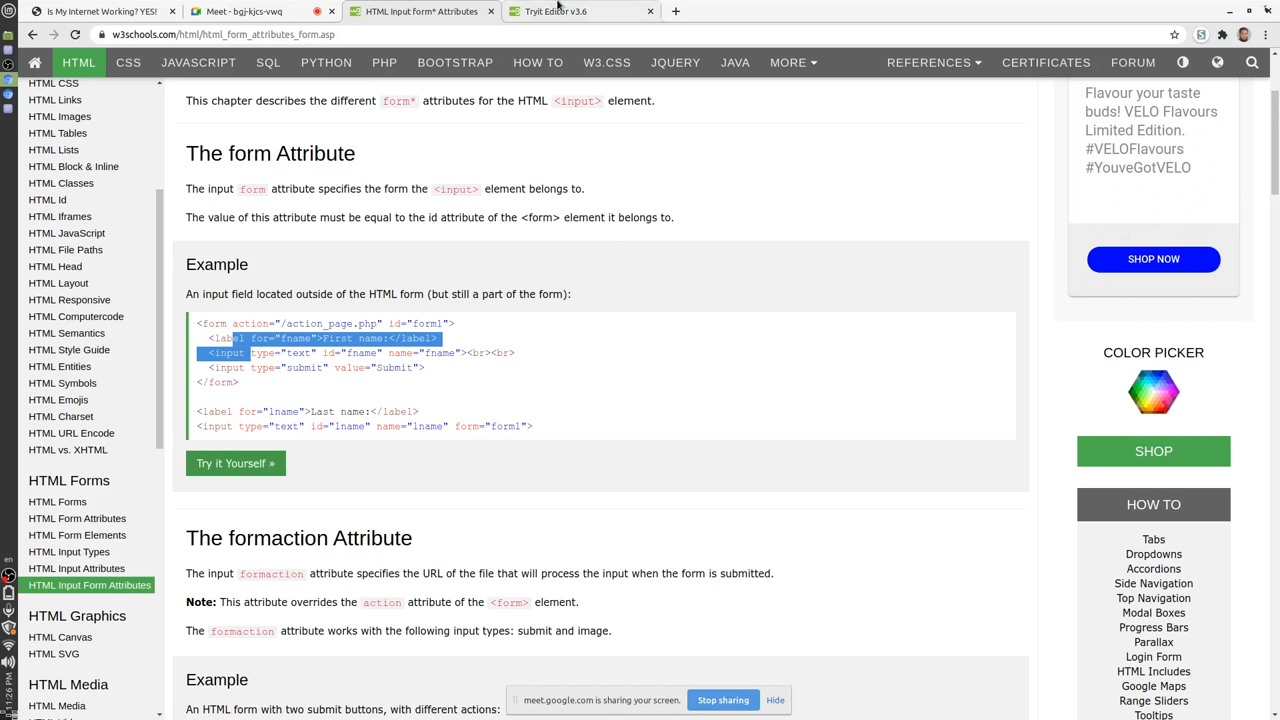 Is My Internet Working? YES!
Meet - bgj-kjcs-vwq
HTML Input form* Attributes
Tryit Editor v3.6
w3schools.com/html/html_form_attributes_form.asp
HTML CSS JAVASCRIPT SQL PYTHON PHP BOOTSTRAP HOW TO W3.CSS JQUERY JAVA MORE REFERENCES CERTIFICATES FORUM
HTML CSS
HTML Links
HTML Images
HTML Tables
HTML Lists
HTML Block & Inline
HTML Classes
HTML Id
HTML Iframes
HTML JavaScript
HTML File Paths
HTML Head
HTML Layout
HTML Responsive
HTML Computercode
HTML Semantics
HTML Style Guide
HTML Entities
HTML Symbols
HTML Emojis
HTML Charset
HTML URL Encode
HTML vs. XHTML
HTML Forms
HTML Forms
HTML Form Attributes
HTML Form Elements
HTML Input Types
HTML Input Attributes
HTML Input Form Attributes
HTML Graphics
HTML Canvas
HTML SVG
HTML Media
HTML Media
This chapter describes the different form* attributes for the HTML <input> element.
The form Attribute
The input form attribute specifies the form the <input> element belongs to.
The value of this attribute must be equal to the id attribute of the <form> element it belongs to.
Example
An input field located outside of the HTML form (but still a part of the form):
<form action="/action_page.php" id="form1">
<label for="fname">First name:</label>
<input type="text" id="fname" name="fname"><br><br>
<input type="submit" value="Submit">
</form>
<label for="lname">Last name:</label>
<input type="text" id="lname" name="lname" form="form1">
Try it Yourself »
The formaction Attribute
The input formaction attribute specifies the URL of the file that will process the input when the form is submitted.
Note: This attribute overrides the action attribute of the <form> element.
The formaction attribute works with the following input types: submit and image.
Example
An HTML form with two submit buttons, with different actions:
meet.google.com is sharing your screen.
Stop sharing
Hide
Flavour your taste
buds! VELO Flavours
Limited Edition.
#VELOFlavours
#YouveGotVELO
SHOP NOW
COLOR PICKER
SHOP
HOW TO
Tabs
Dropdowns
Accordions
Side Navigation
Top Navigation
Modal Boxes
Progress Bars
Parallax
Login Form
HTML Includes
Google Maps
Range Sliders
Tooltips
en
11:26 PM